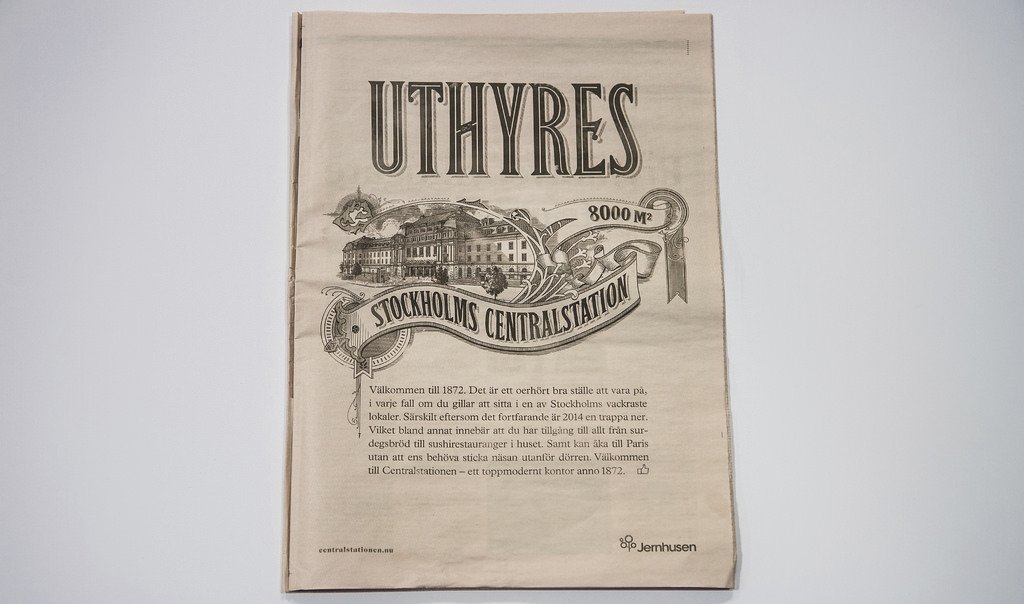 UTHYRES
8000 M²
STOCKHOLMS CENTRALSTATION
Välkommen till 1872. Det är ett oerhört bra ställe att vara på,
i varje fall om du gillar att sitta i en av Stockholms vackraste
lokaler. Särskilt eftersom det fortfarande är 2014 en trappa ner.
Vilket bland annat innebär att du har tillgång till allt från sur-
degsbröd till sushirestauranger i huset. Samt kan åka till Paris
utan att ens behöva sticka näsan utanför dörren. Välkommen
till Centralstationen – ett toppmodernt kontor anno 1872.
centralstationen.nu
Jernhusen